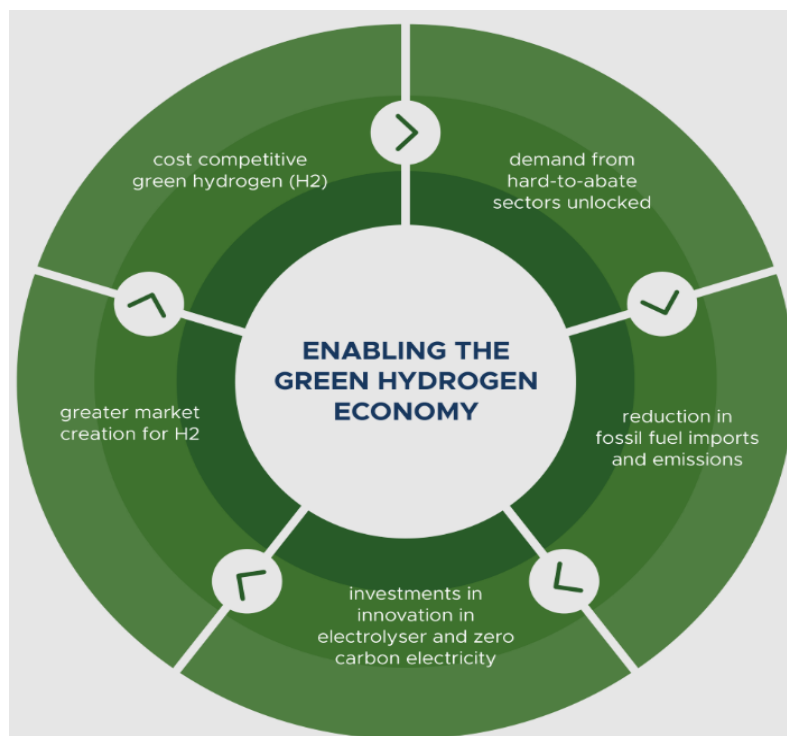 cost competitive
green hydrogen (H2)
demand from
hard-to-abate
sectors unlocked
ENABLING THE
GREEN HYDROGEN
ECONOMY
reduction in
fossil fuel imports
and emissions
investments in
innovation in
electrolyser and zero
carbon electricity
greater market
creation for H2